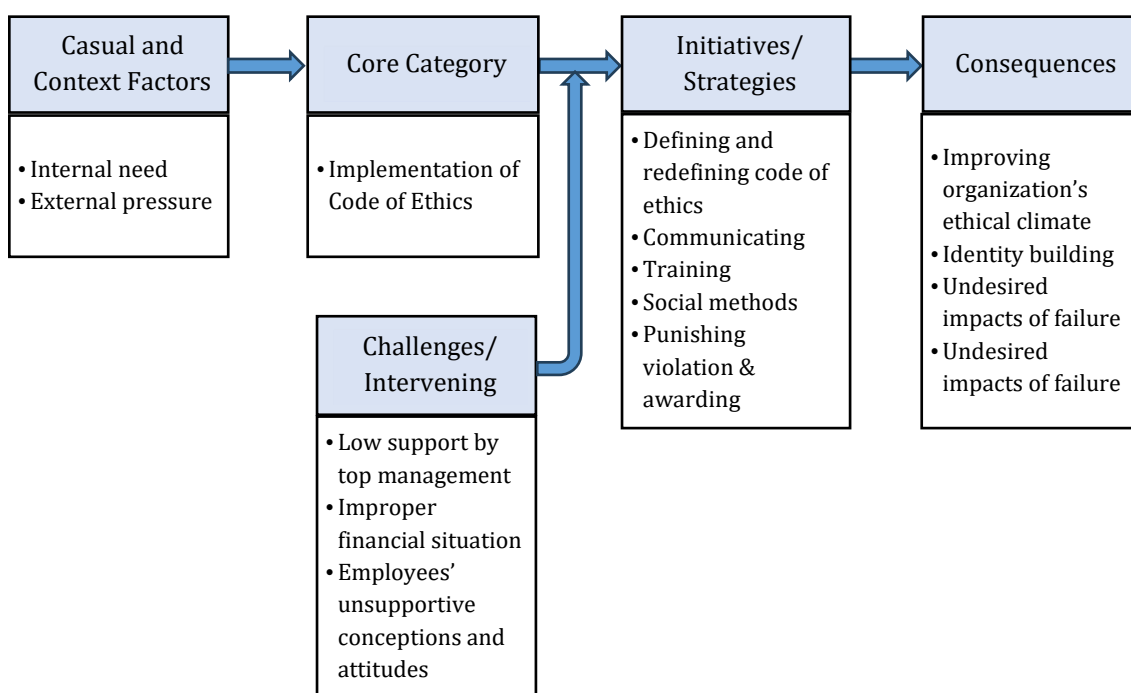 Casual and
Context Factors
• Internal need
• External pressure
Core Category
• Implementation of
Code of Ethics
Challenges/
Intervening
• Low support by
top management
• Improper
financial situation
• Employees’
unsupportive
conceptions and
attitudes
Initiatives/
Strategies
• Defining and
redefining code of
ethics
• Communicating
• Training
• Social methods
• Punishing
violation &
awarding
Consequences
• Improving
organization’s
ethical climate
• Identity building
• Undesired
impacts of failure
• Undesired
impacts of failure